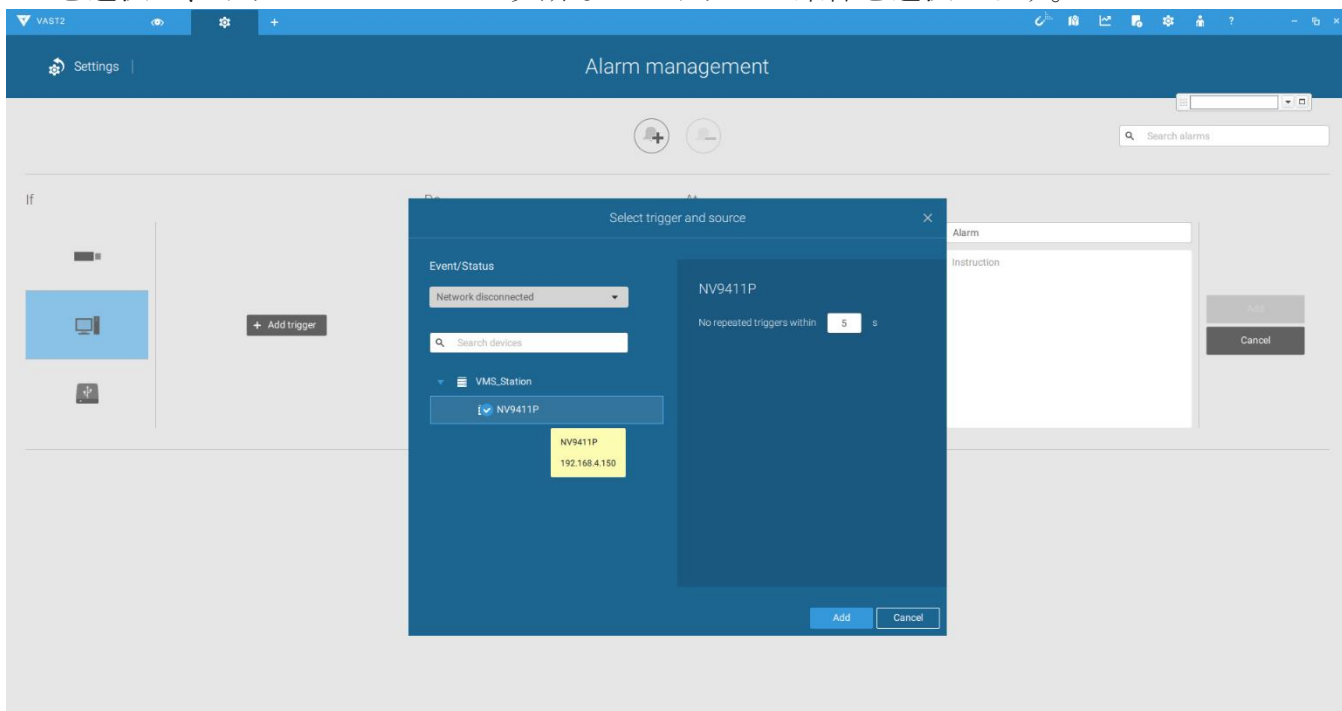 VAST2
?
Settings
Alarm management
Search alarms
If
Select trigger and source
Alarm
Event/Status
Instruction
Network disconnected
NV9411P
No repeated triggers within 5 s
+ Add trigger
Add
Search devices
Cancel
VMS_Station
NV9411P
NV9411P
192.168.4.150
Add
Cancel